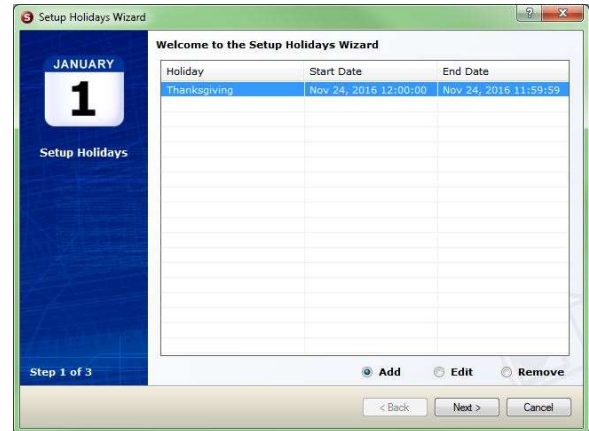 Setup Holidays Wizard
Welcome to the Setup Holidays Wizard
JANUARY
1
Setup Holidays
Holiday Start Date End Date
Thanksgiving Nov 24, 2016 12:00:00 Nov 24, 2016 11:59:59
Step 1 of 3
Add Edit Remove
< Back Next > Cancel